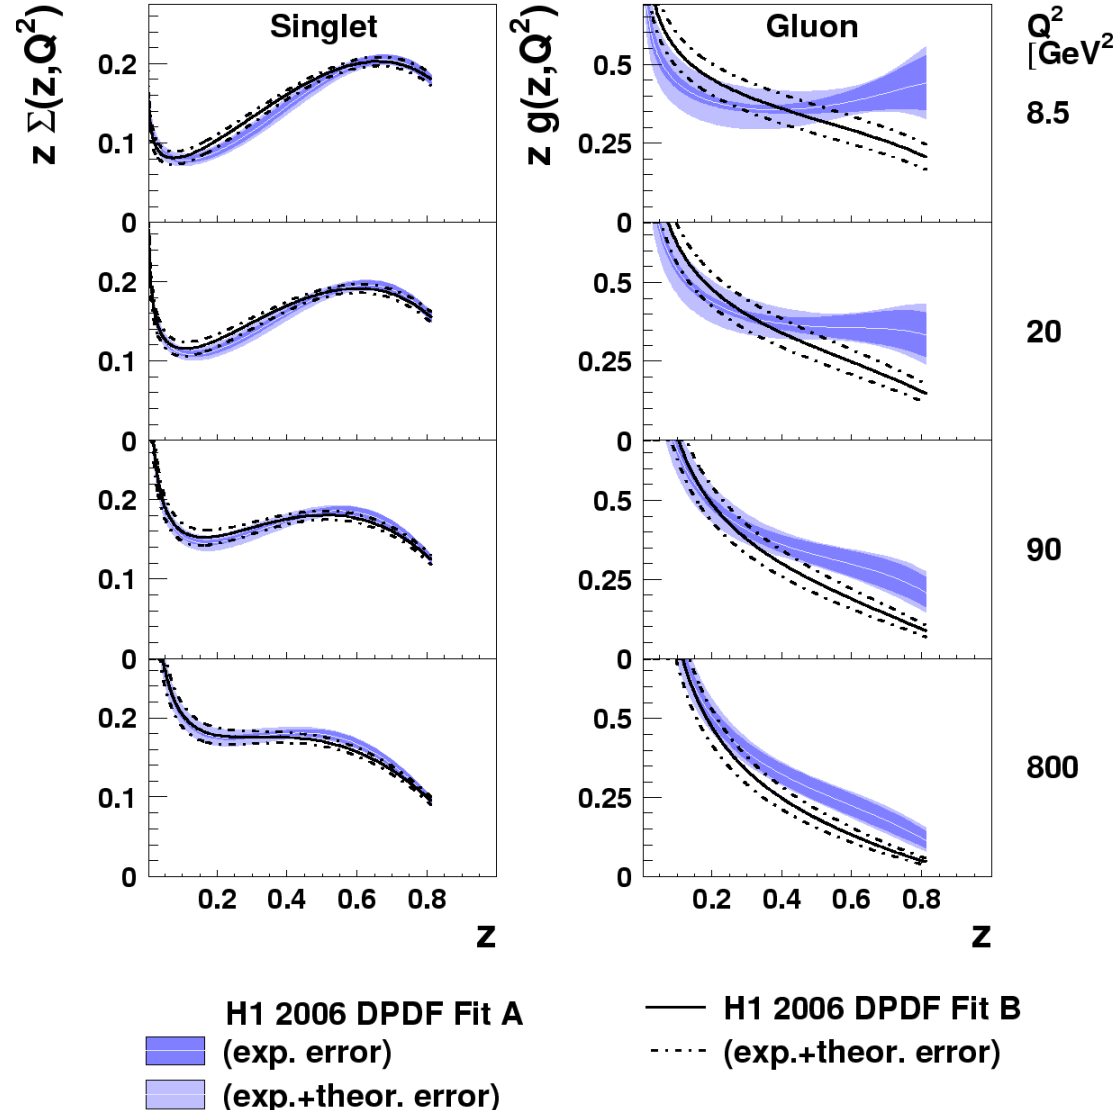 Singlet
Gluon
Q²
[GeV²
z Σ(z,Q²)
z g(z,Q²)
0.2
0.1
0
0.5
0.25
8.5
0.2
0.1
0
0.5
0.25
0
20
0.2
0.1
0
0.5
0.25
0
90
0.2
0.1
0
0.5
0.25
0
800
0.2 0.4 0.6 0.8
0.2 0.4 0.6 0.8
z
z
H1 2006 DPDF Fit A
(exp. error)
(exp.+theor. error)
H1 2006 DPDF Fit B
(exp.+theor. error)